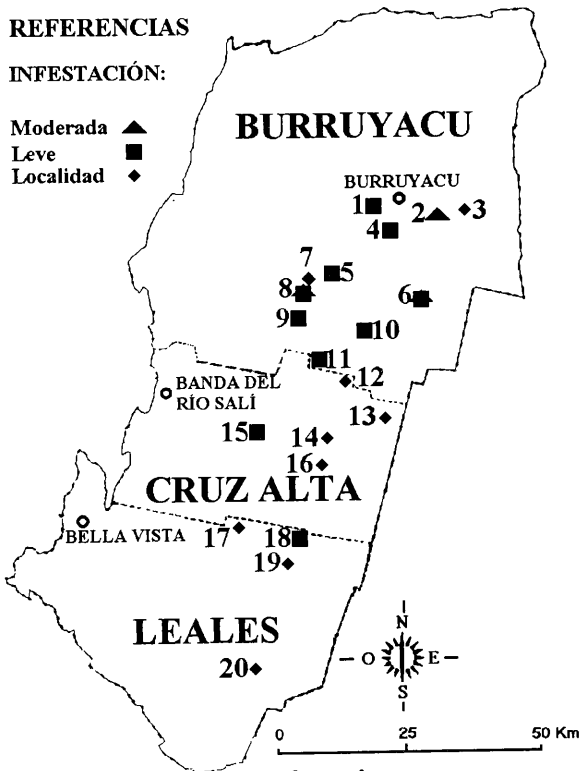 REFERENCIAS
INFESTACIÓN:
Moderada
Leve
Localidad
BURRUYACU
BURRUYACU
1
2
3
4
7
5
8
6
9
10
11
12
BANDA DEL
RÍO SALÍ
13
15
14
16
CRUZ ALTA
17
BELLA VISTA
18
19
LEALES
20
N
O
E
S
0
25
50 Km